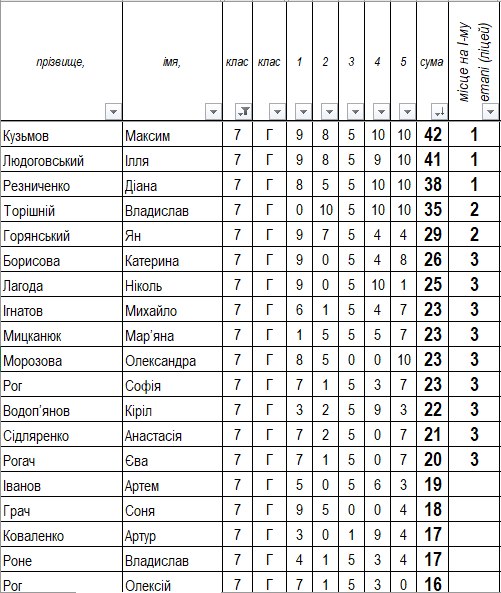 прізвище, імя, клас клас 1 2 3 4 5 сума місце на І-му етапі (ліцей)
Кузьмов Максим 7 Г 9 8 5 10 10 42 1
Людоговський Ілля 7 Г 9 8 5 9 10 41 1
Резниченко Діана 7 Г 8 5 5 10 10 38 1
Торішній Владислав 7 Г 0 10 5 10 10 35 2
Горянський Ян 7 Г 9 7 5 4 4 29 2
Борисова Катерина 7 Г 9 0 5 4 8 26 3
Лагода Ніколь 7 Г 9 0 5 10 1 25 3
Ігнатов Михайло 7 Г 6 1 5 4 7 23 3
Мицканюк Мар'яна 7 Г 1 5 5 5 7 23 3
Морозова Олександра 7 Г 8 5 0 0 10 23 3
Рог Софія 7 Г 7 1 5 3 7 23 3
Водоп'янов Кіріл 7 Г 3 2 5 9 3 22 3
Сідляренко Анастасія 7 Г 7 2 5 0 7 21 3
Рогач Єва 7 Г 7 1 5 0 7 20 3
Іванов Артем 7 Г 5 0 5 6 3 19
Грач Соня 7 Г 9 5 0 0 4 18
Коваленко Артур 7 Г 3 0 1 9 4 17
Роне Владислав 7 Г 4 1 5 3 4 17
Рог Олексій 7 Г 7 1 5 3 0 16